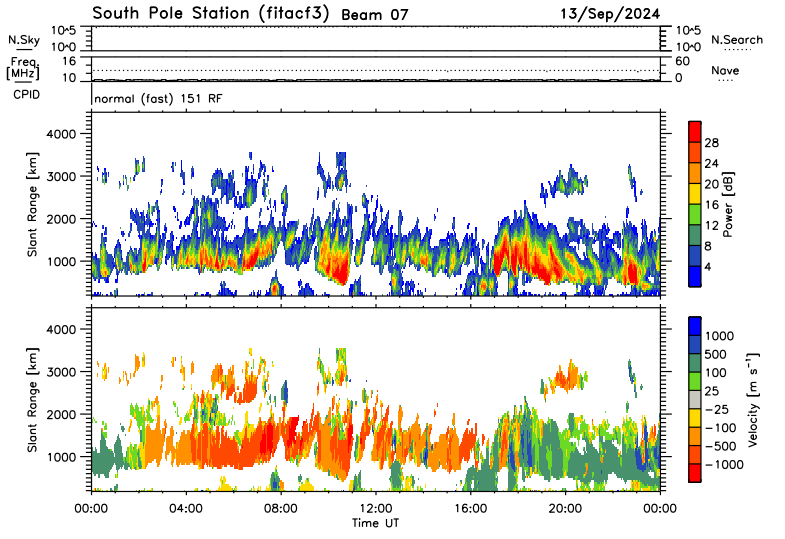 South Pole Station (fitacf3) Beam 07 13/Sep/2024
N.Sky 10^5 10^5 N.Search
10^0 10^0
Freq. 16 60 Nave
[MHz] 10 0
CPID normal (fast) 151 RF
Slant Range [km]
4000
3000
2000
1000
28
24
20
16
12
8
4
Power [dB]
Slant Range [km]
4000
3000
2000
1000
1000
500
100
25
-25
-100
-500
-1000
Velocity [m s⁻¹]
00:00 04:00 08:00 12:00 16:00 20:00 00:00
Time UT